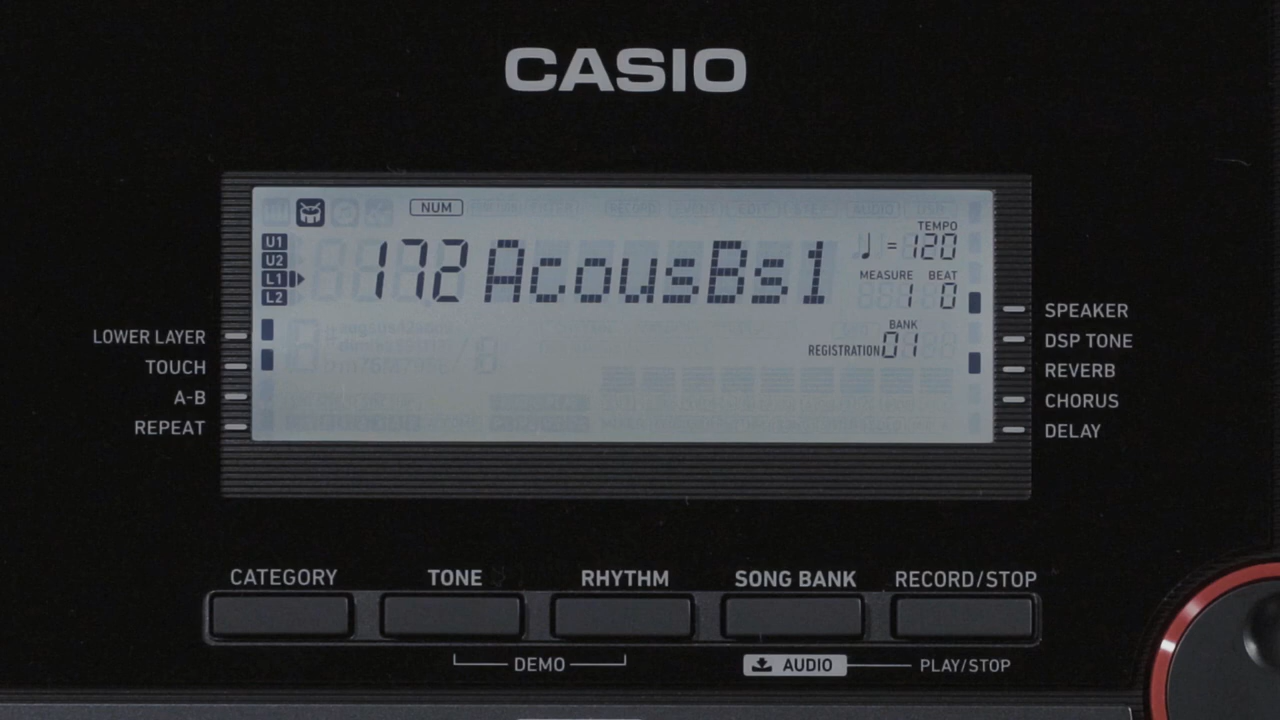 CASIO
NUM
TEMPO
U1
U2
L1
L2
172 AcousBs1
♩ = 120
MEASURE BEAT
1 0
BANK
REGISTRATION 01
LOWER LAYER
TOUCH
A-B
REPEAT
SPEAKER
DSP TONE
REVERB
CHORUS
DELAY
CATEGORY TONE RHYTHM SONG BANK RECORD/STOP
DEMO AUDIO PLAY/STOP